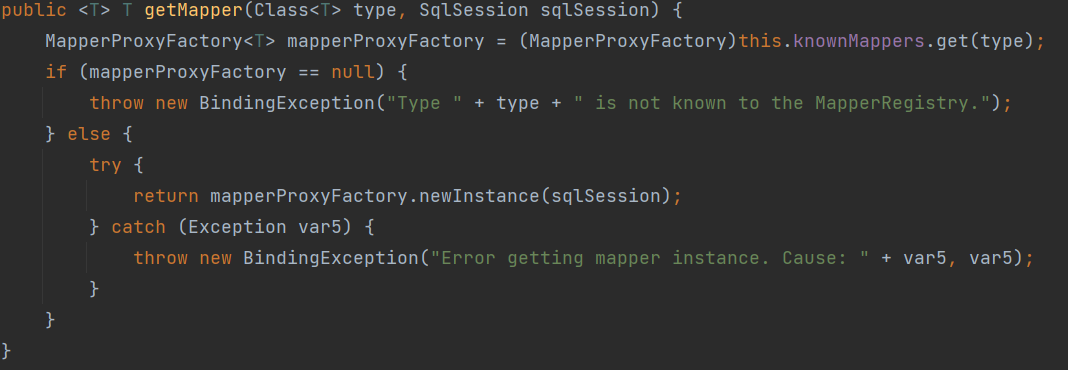 public <T> T getMapper(Class<T> type, SqlSession sqlSession) {
    MapperProxyFactory<T> mapperProxyFactory = (MapperProxyFactory)this.knownMappers.get(type);
    if (mapperProxyFactory == null) {
        throw new BindingException("Type " + type + " is not known to the MapperRegistry.");
    } else {
        try {
            return mapperProxyFactory.newInstance(sqlSession);
        } catch (Exception var5) {
            throw new BindingException("Error getting mapper instance. Cause: " + var5, var5);
        }
    }
}